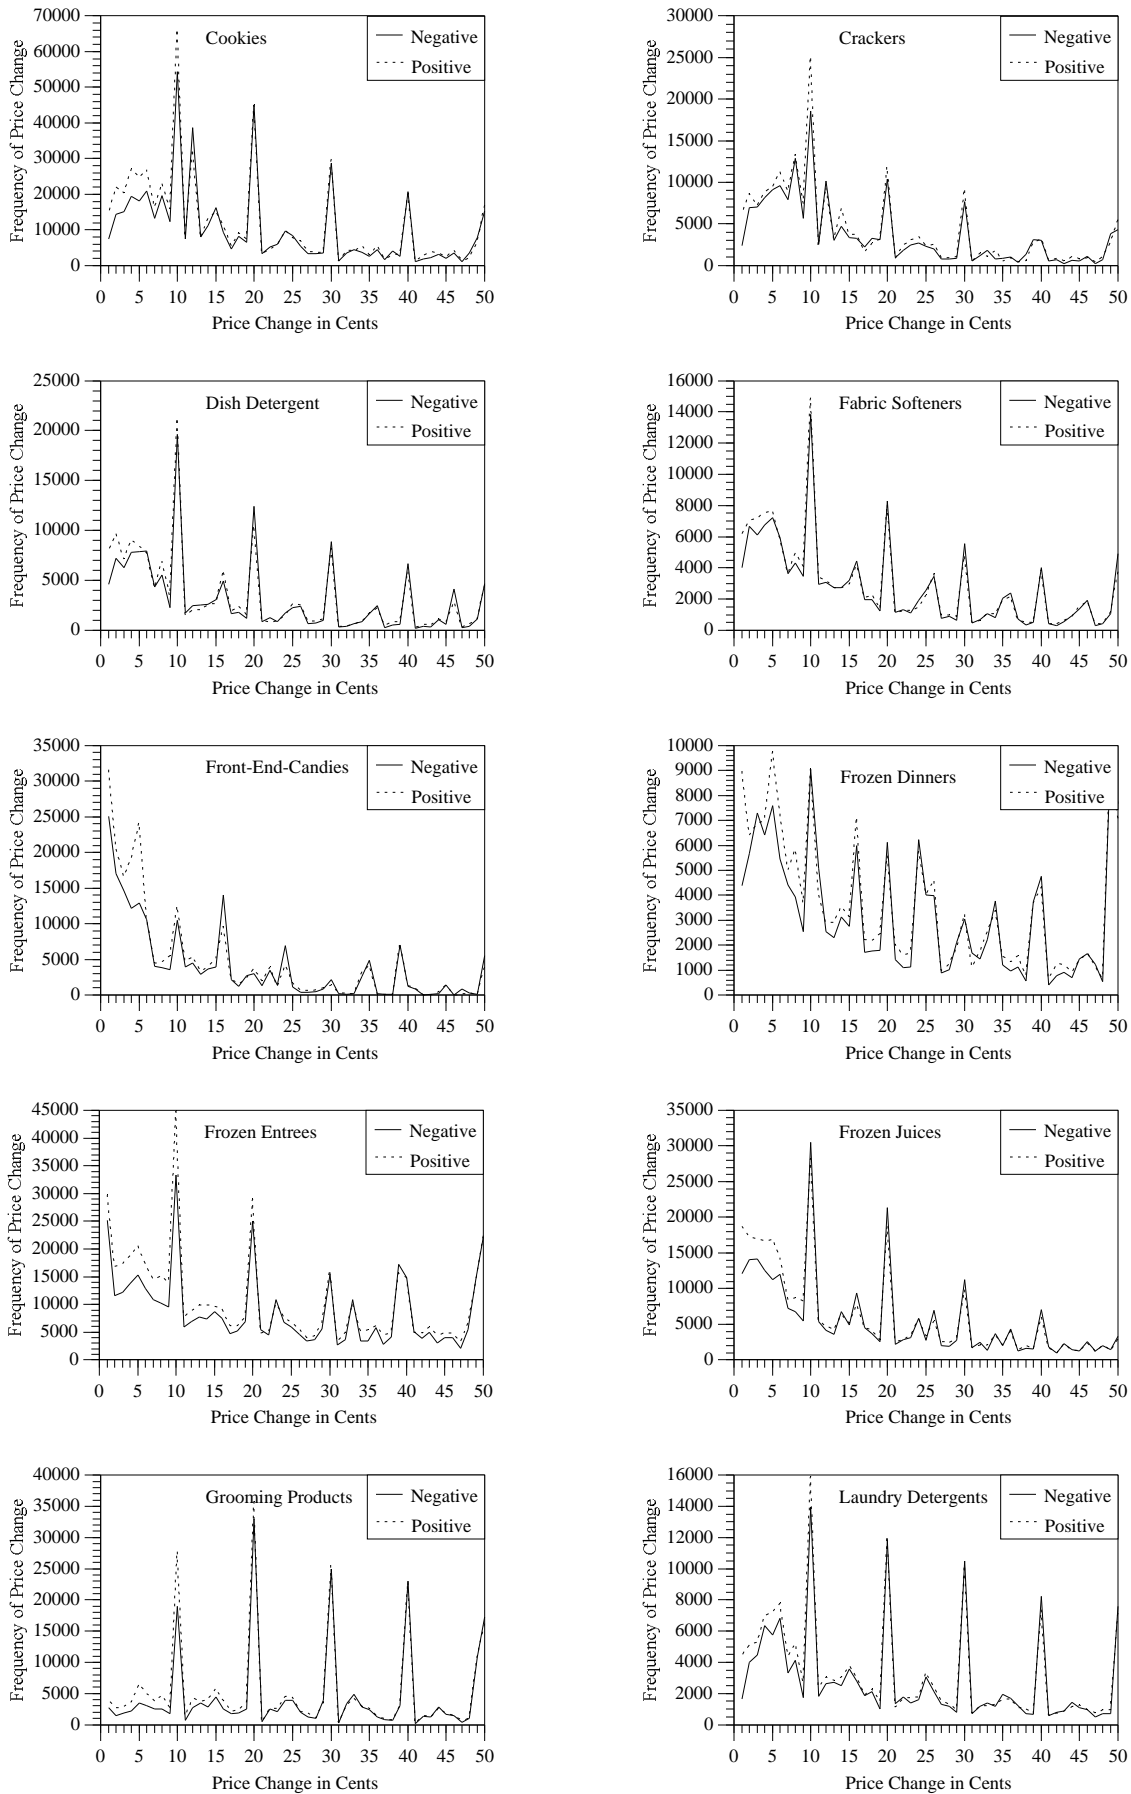 Frequency of Price Change
70000
60000
50000
40000
30000
20000
10000
0
Cookies
Negative
Positive
0 5 10 15 20 25 30 35 40 45 50
Price Change in Cents
Frequency of Price Change
30000
25000
20000
15000
10000
5000
0
Crackers
Negative
Positive
0 5 10 15 20 25 30 35 40 45 50
Price Change in Cents
Frequency of Price Change
25000
20000
15000
10000
5000
0
Dish Detergent
Negative
Positive
0 5 10 15 20 25 30 35 40 45 50
Price Change in Cents
Frequency of Price Change
16000
14000
12000
10000
8000
6000
4000
2000
0
Fabric Softeners
Negative
Positive
0 5 10 15 20 25 30 35 40 45 50
Price Change in Cents
Frequency of Price Change
35000
30000
25000
20000
15000
10000
5000
0
Front-End-Candies
Negative
Positive
0 5 10 15 20 25 30 35 40 45 50
Price Change in Cents
Frequency of Price Change
10000
9000
8000
7000
6000
5000
4000
3000
2000
1000
0
Frozen Dinners
Negative
Positive
0 5 10 15 20 25 30 35 40 45 50
Price Change in Cents
Frequency of Price Change
45000
40000
35000
30000
25000
20000
15000
10000
5000
0
Frozen Entrees
Negative
Positive
0 5 10 15 20 25 30 35 40 45 50
Price Change in Cents
Frequency of Price Change
35000
30000
25000
20000
15000
10000
5000
0
Frozen Juices
Negative
Positive
0 5 10 15 20 25 30 35 40 45 50
Price Change in Cents
Frequency of Price Change
40000
35000
30000
25000
20000
15000
10000
5000
0
Grooming Products
Negative
Positive
0 5 10 15 20 25 30 35 40 45 50
Price Change in Cents
Frequency of Price Change
16000
14000
12000
10000
8000
6000
4000
2000
0
Laundry Detergents
Negative
Positive
0 5 10 15 20 25 30 35 40 45 50
Price Change in Cents